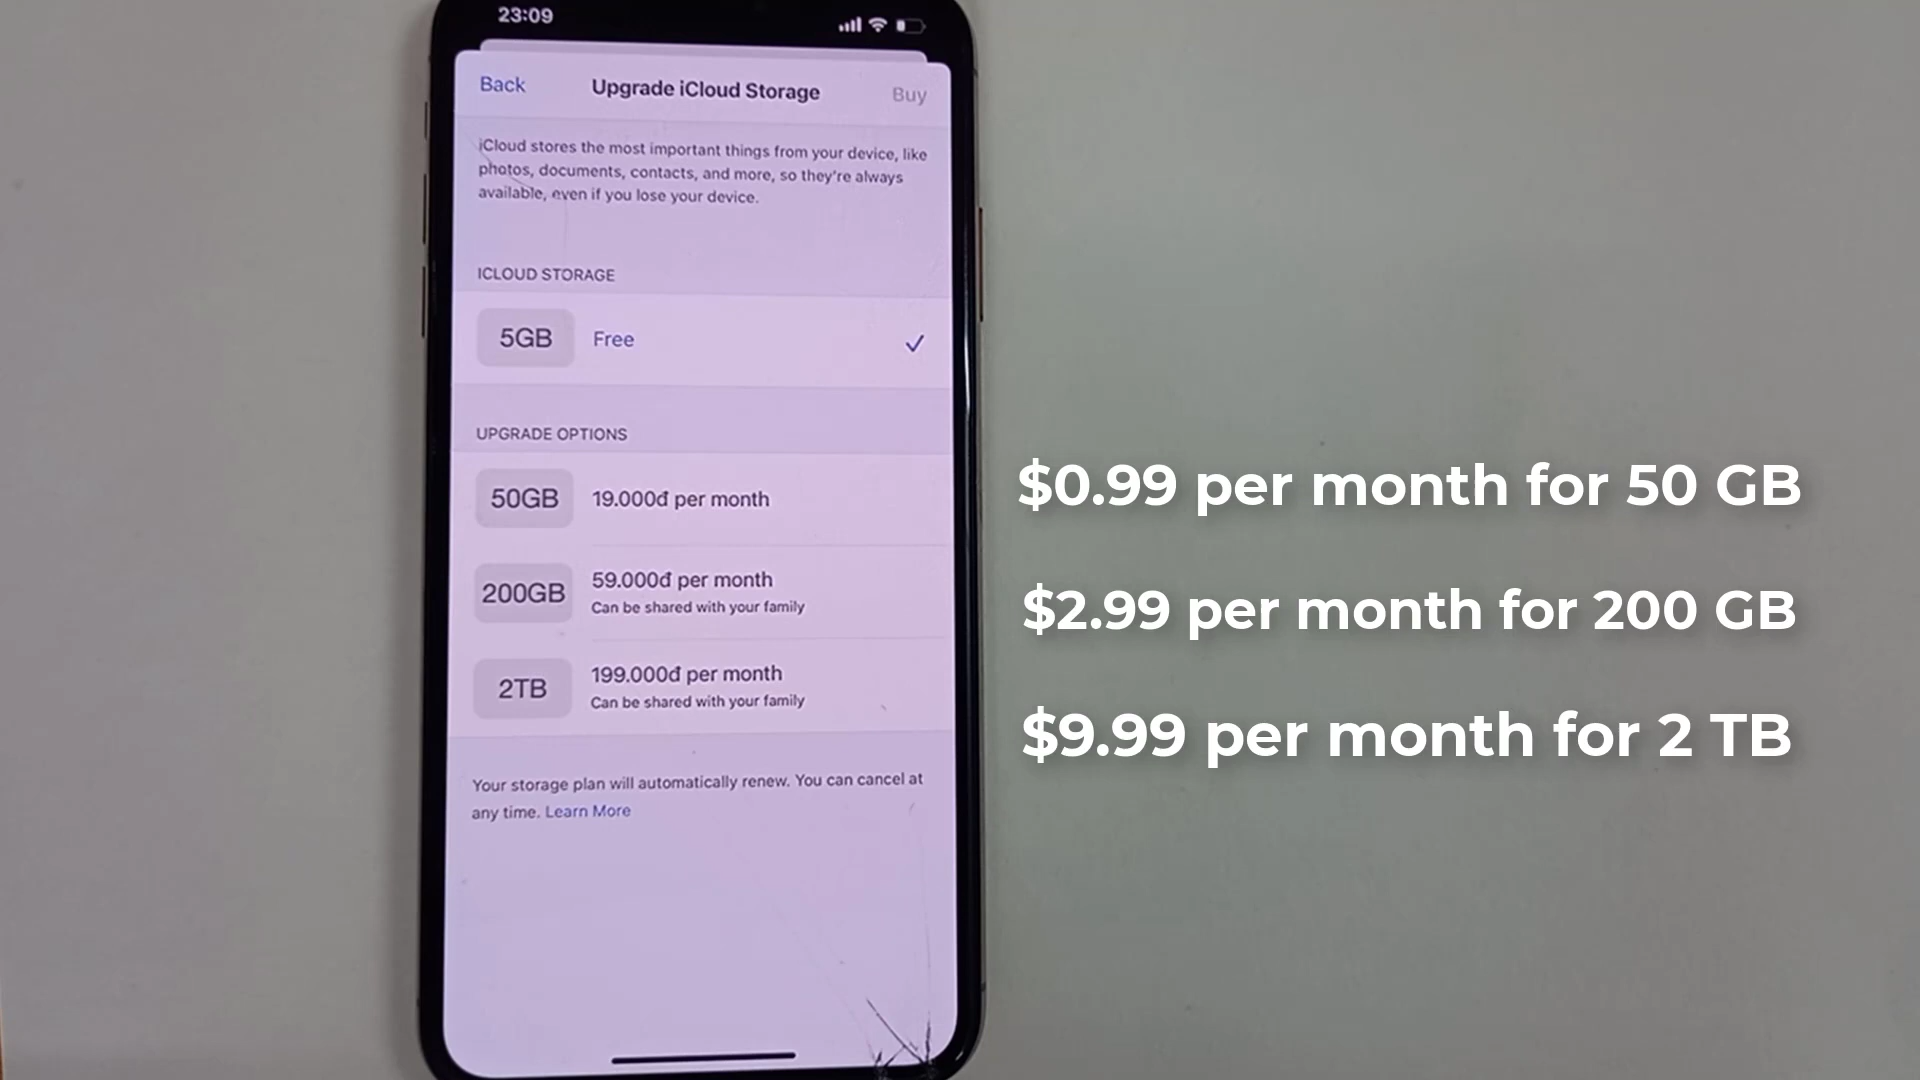 23:09
Back
Upgrade iCloud Storage
Buy
iCloud stores the most important things from your device, like
photos, documents, contacts, and more, so they're always
available, even if you lose your device.
ICLOUD STORAGE
5GB
Free
UPGRADE OPTIONS
50GB
19.000đ per month
200GB
59.000đ per month
Can be shared with your family
2TB
199.000đ per month
Can be shared with your family
Your storage plan will automatically renew. You can cancel at
any time. Learn More
$0.99 per month for 50 GB
$2.99 per month for 200 GB
$9.99 per month for 2 TB